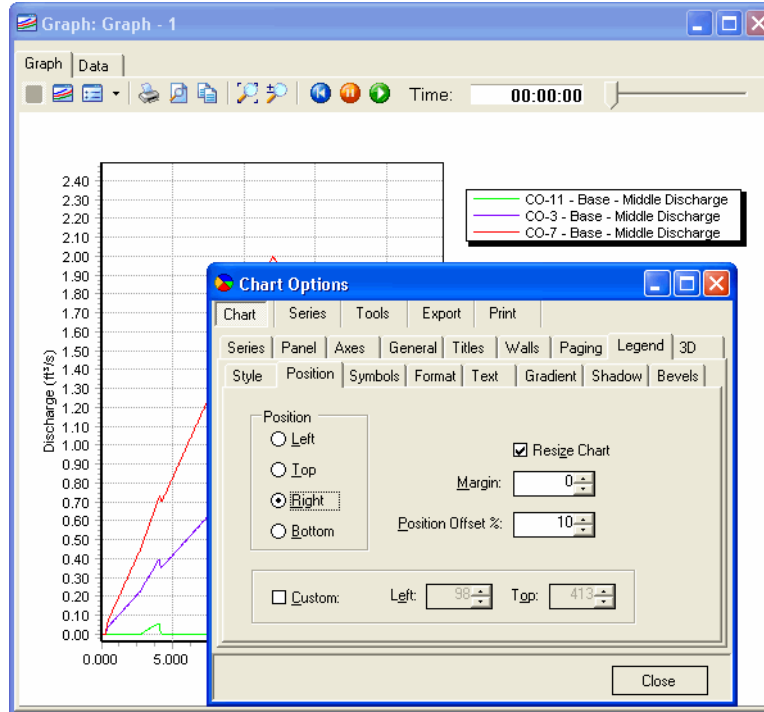 Graph: Graph - 1
Graph Data
Time: 00:00:00
2.40
2.30
2.20
2.10
2.00
1.90
1.80
1.70
1.60
1.50
1.40
1.30
1.20
1.10
1.00
0.90
0.80
0.70
0.60
0.50
0.40
0.30
0.20
0.10
0.00
Discharge (ft³/s)
0.000 5.000
CO-11 - Base - Middle Discharge
CO-3 - Base - Middle Discharge
CO-7 - Base - Middle Discharge
Chart Options
Chart Series Tools Export Print
Series Panel Axes General Titles Walls Paging Legend 3D
Style Position Symbols Format Text Gradient Shadow Bevels
Position
Left
Top
Right
Bottom
Resize Chart
Margin: 0
Position Offset %: 10
Custom: Left: 98 Top: 413
Close